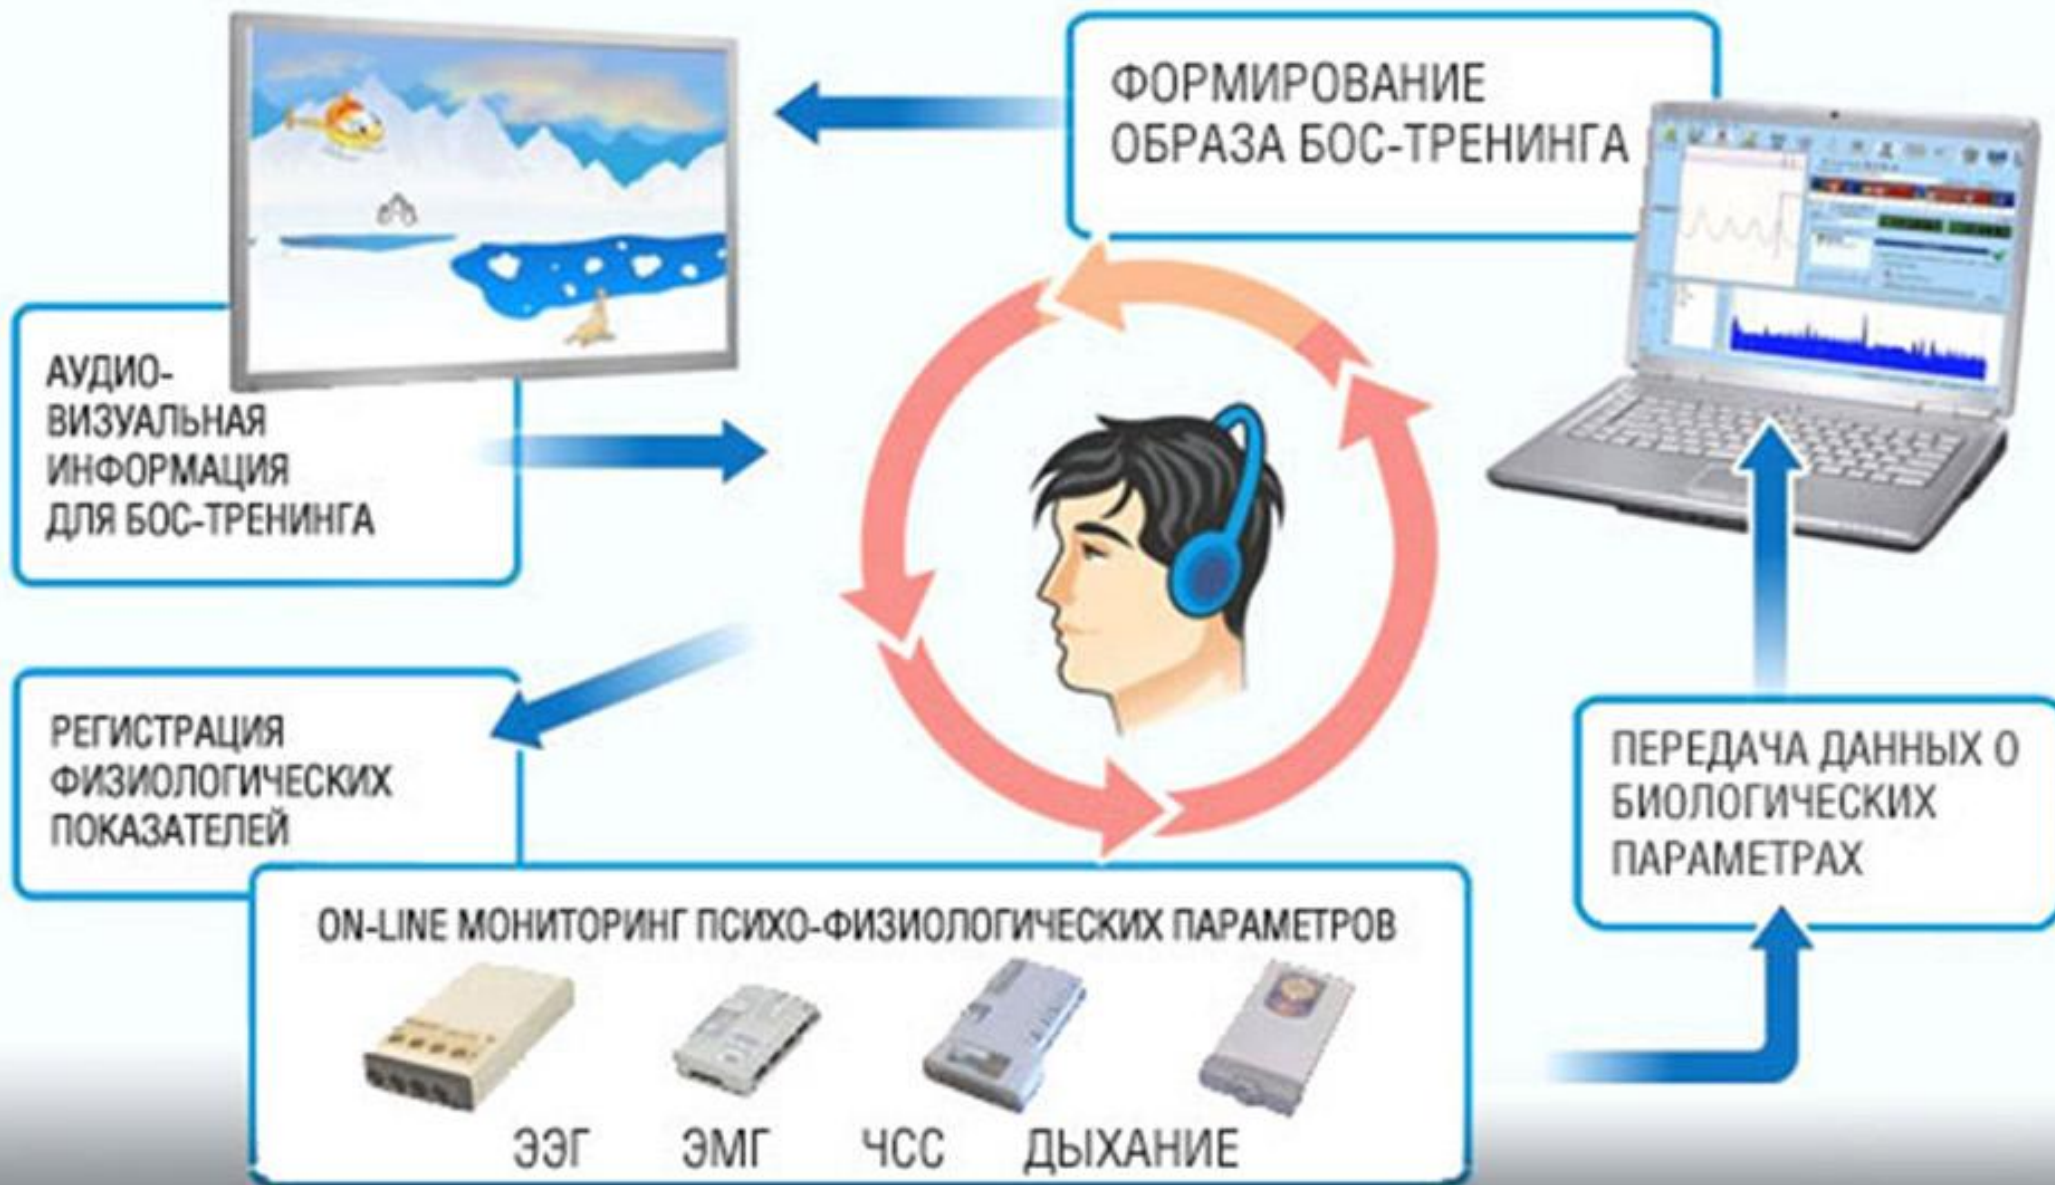 ФОРМИРОВАНИЕ
ОБРАЗА БОС-ТРЕНИНГА
АУДИО-
ВИЗУАЛЬНАЯ
ИНФОРМАЦИЯ
ДЛЯ БОС-ТРЕНИНГА
РЕГИСТРАЦИЯ
ФИЗИОЛОГИЧЕСКИХ
ПОКАЗАТЕЛЕЙ
ПЕРЕДАЧА ДАННЫХ О
БИОЛОГИЧЕСКИХ
ПАРАМЕТРАХ
ON-LINE МОНИТОРИНГ ПСИХО-ФИЗИОЛОГИЧЕСКИХ ПАРАМЕТРОВ
ЭЭГ ЭМГ ЧСС ДЫХАНИЕ